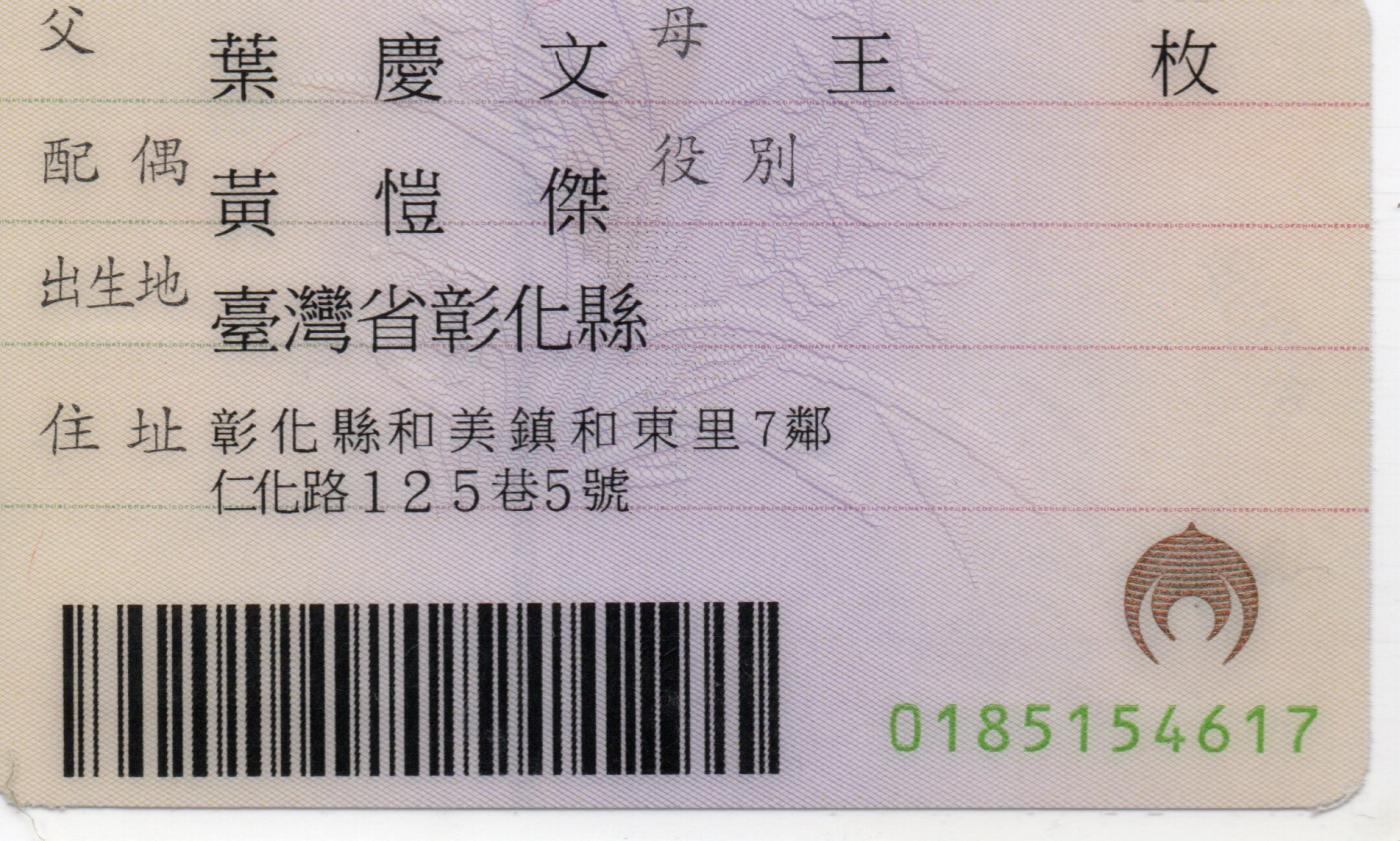 父 葉慶文 母 王枚
配偶 黃愷傑 役別
出生地 臺灣省彰化縣
住址 彰化縣和美鎮和東里7鄰
仁化路125巷5號
0185154617